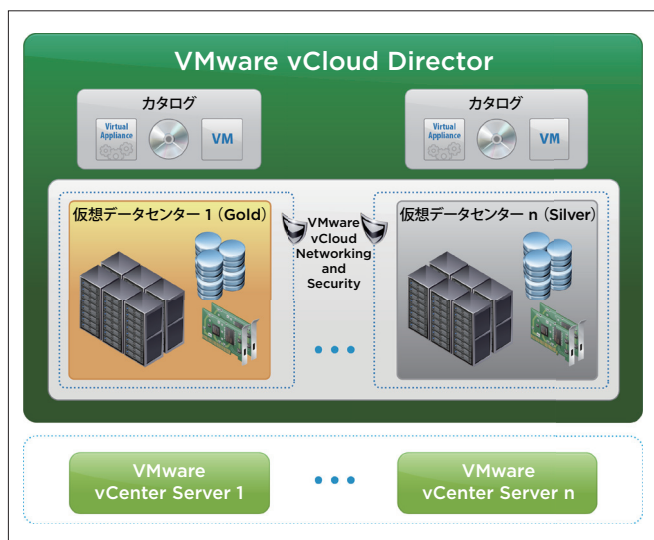 VMware vCloud Director
カタログ
Virtual
Appliance
VM
カタログ
Virtual
Appliance
VM
仮想データセンター 1 (Gold)
VMware
vCloud
Networking
and
Security
仮想データセンター n (Silver)
VMware
vCenter Server 1
VMware
vCenter Server n